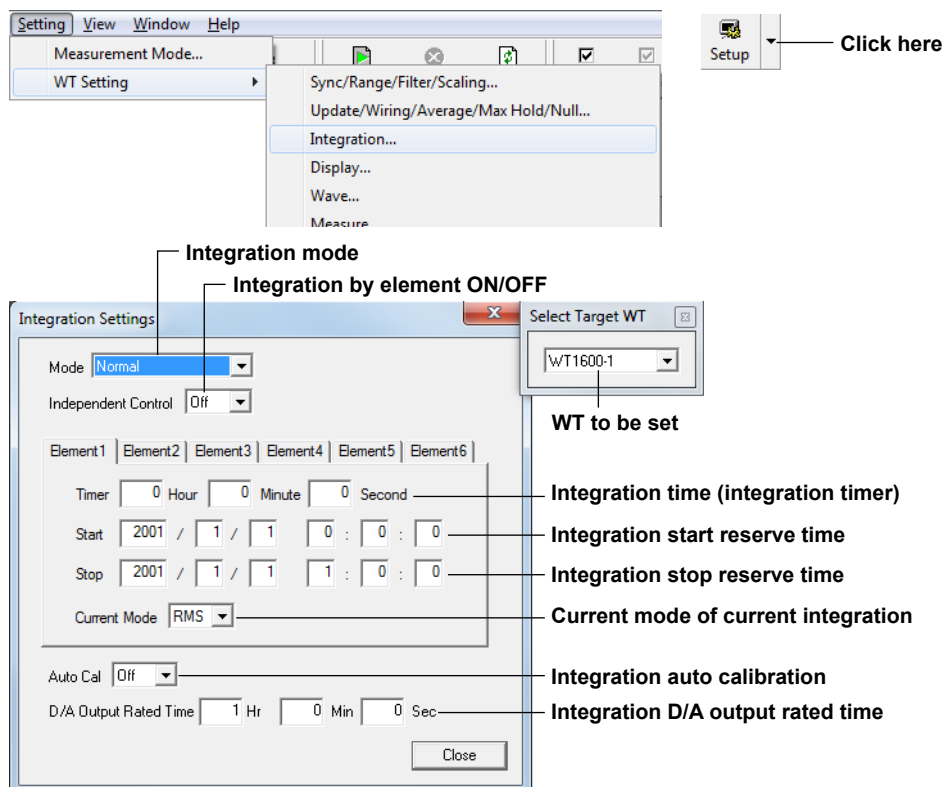 Setting View Window Help
Measurement Mode...
WT Setting
Setup
Click here
Sync/Range/Filter/Scaling...
Update/Wiring/Average/Max Hold/Null...
Integration...
Display...
Wave...
Measure
Integration mode
Integration by element ON/OFF
Integration Settings
Select Target WT
Mode Normal
WT1600-1
Independent Control Off
WT to be set
Element1 Element2 Element3 Element4 Element5 Element6
Timer 0 Hour 0 Minute 0 Second
Integration time (integration timer)
Start 2001 / 1 / 1 0 : 0 : 0
Integration start reserve time
Stop 2001 / 1 / 1 1 : 0 : 0
Integration stop reserve time
Current Mode RMS
Current mode of current integration
Auto Cal Off
Integration auto calibration
D/A Output Rated Time 1 Hr 0 Min 0 Sec
Integration D/A output rated time
Close